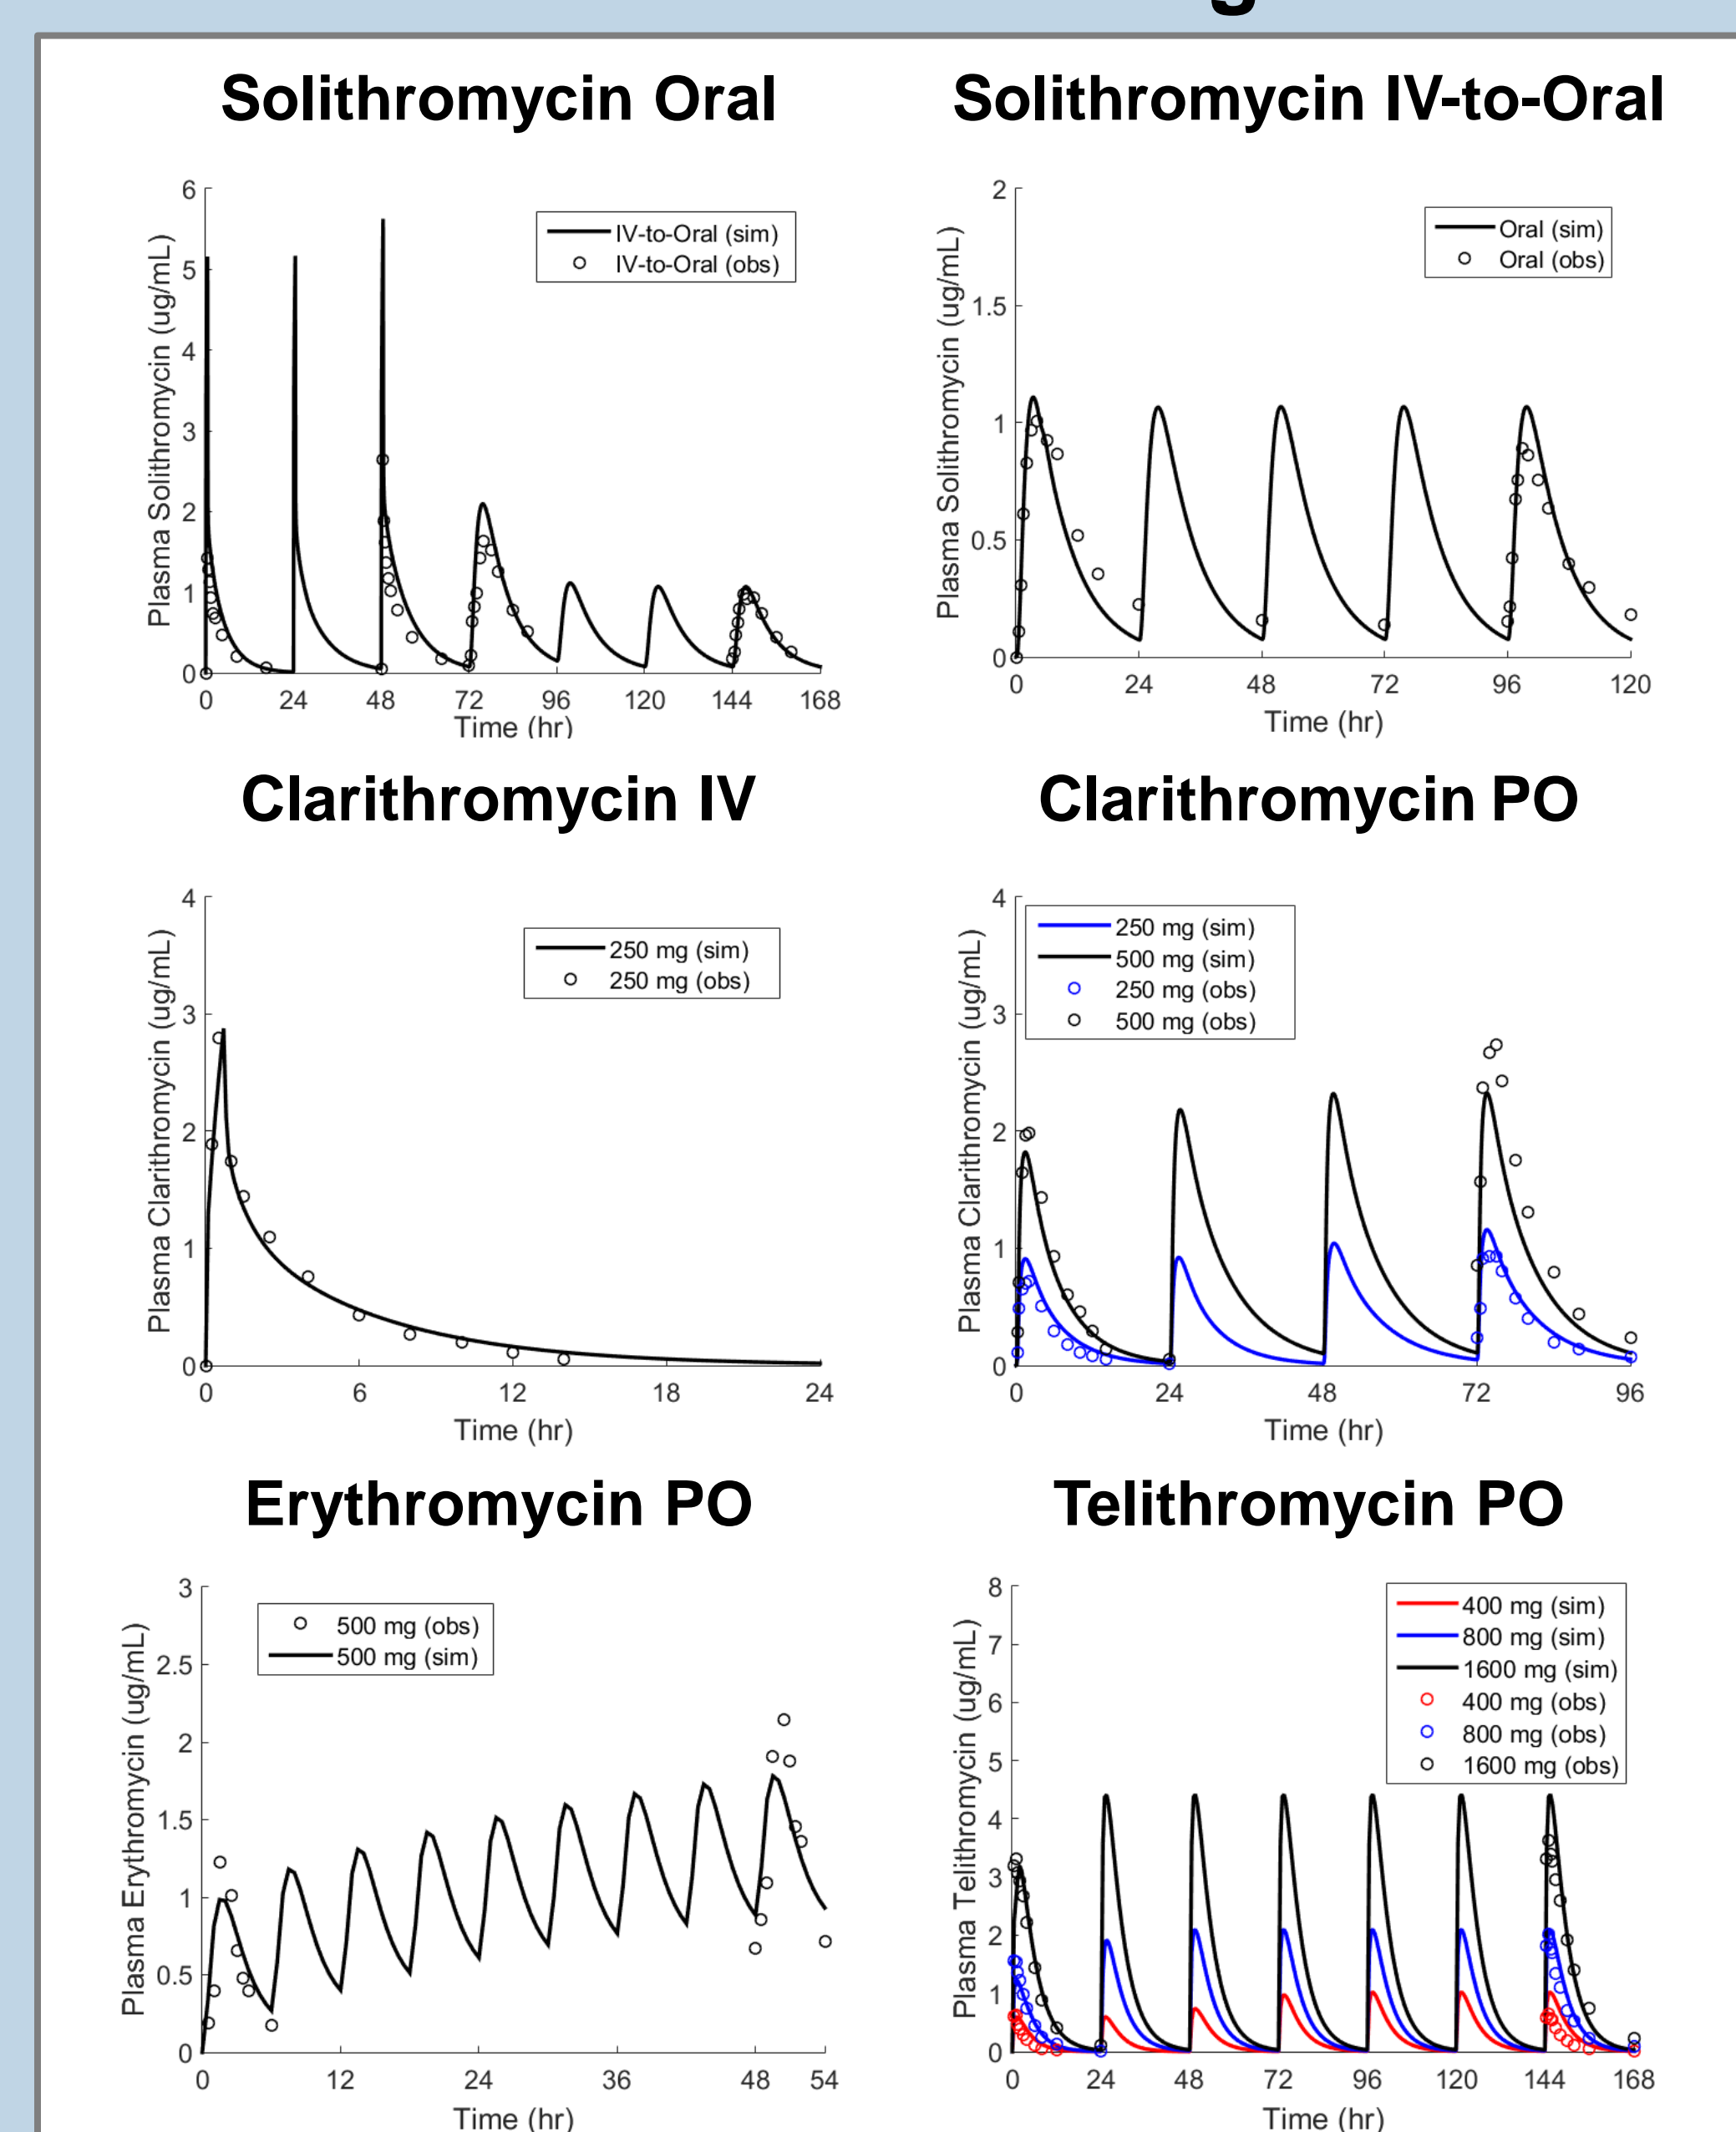 Solithromycin Oral
Solithromycin IV-to-Oral
Plasma Solithromycin (ug/mL)
6
5
4
3
2
1
0
IV-to-Oral (sim)
IV-to-Oral (obs)
0 24 48 72 96 120 144 168
Time (hr)
Plasma Solithromycin (ug/mL)
2
1.5
1
0.5
0
Oral (sim)
Oral (obs)
0 24 48 72 96 120
Time (hr)
Clarithromycin IV
Clarithromycin PO
Plasma Clarithromycin (ug/mL)
4
3
2
1
0
250 mg (sim)
250 mg (obs)
0 6 12 18 24
Time (hr)
Plasma Clarithromycin (ug/mL)
4
3
2
1
0
250 mg (sim)
500 mg (sim)
250 mg (obs)
500 mg (obs)
0 24 48 72 96
Time (hr)
Erythromycin PO
Telithromycin PO
Plasma Erythromycin (ug/mL)
3
2.5
2
1.5
1
0.5
0
500 mg (obs)
500 mg (sim)
0 12 24 36 48 54
Time (hr)
Plasma Telithromycin (ug/mL)
8
7
6
5
4
3
2
1
0
400 mg (sim)
800 mg (sim)
1600 mg (sim)
400 mg (obs)
800 mg (obs)
1600 mg (obs)
0 24 48 72 96 120 144 168
Time (hr)